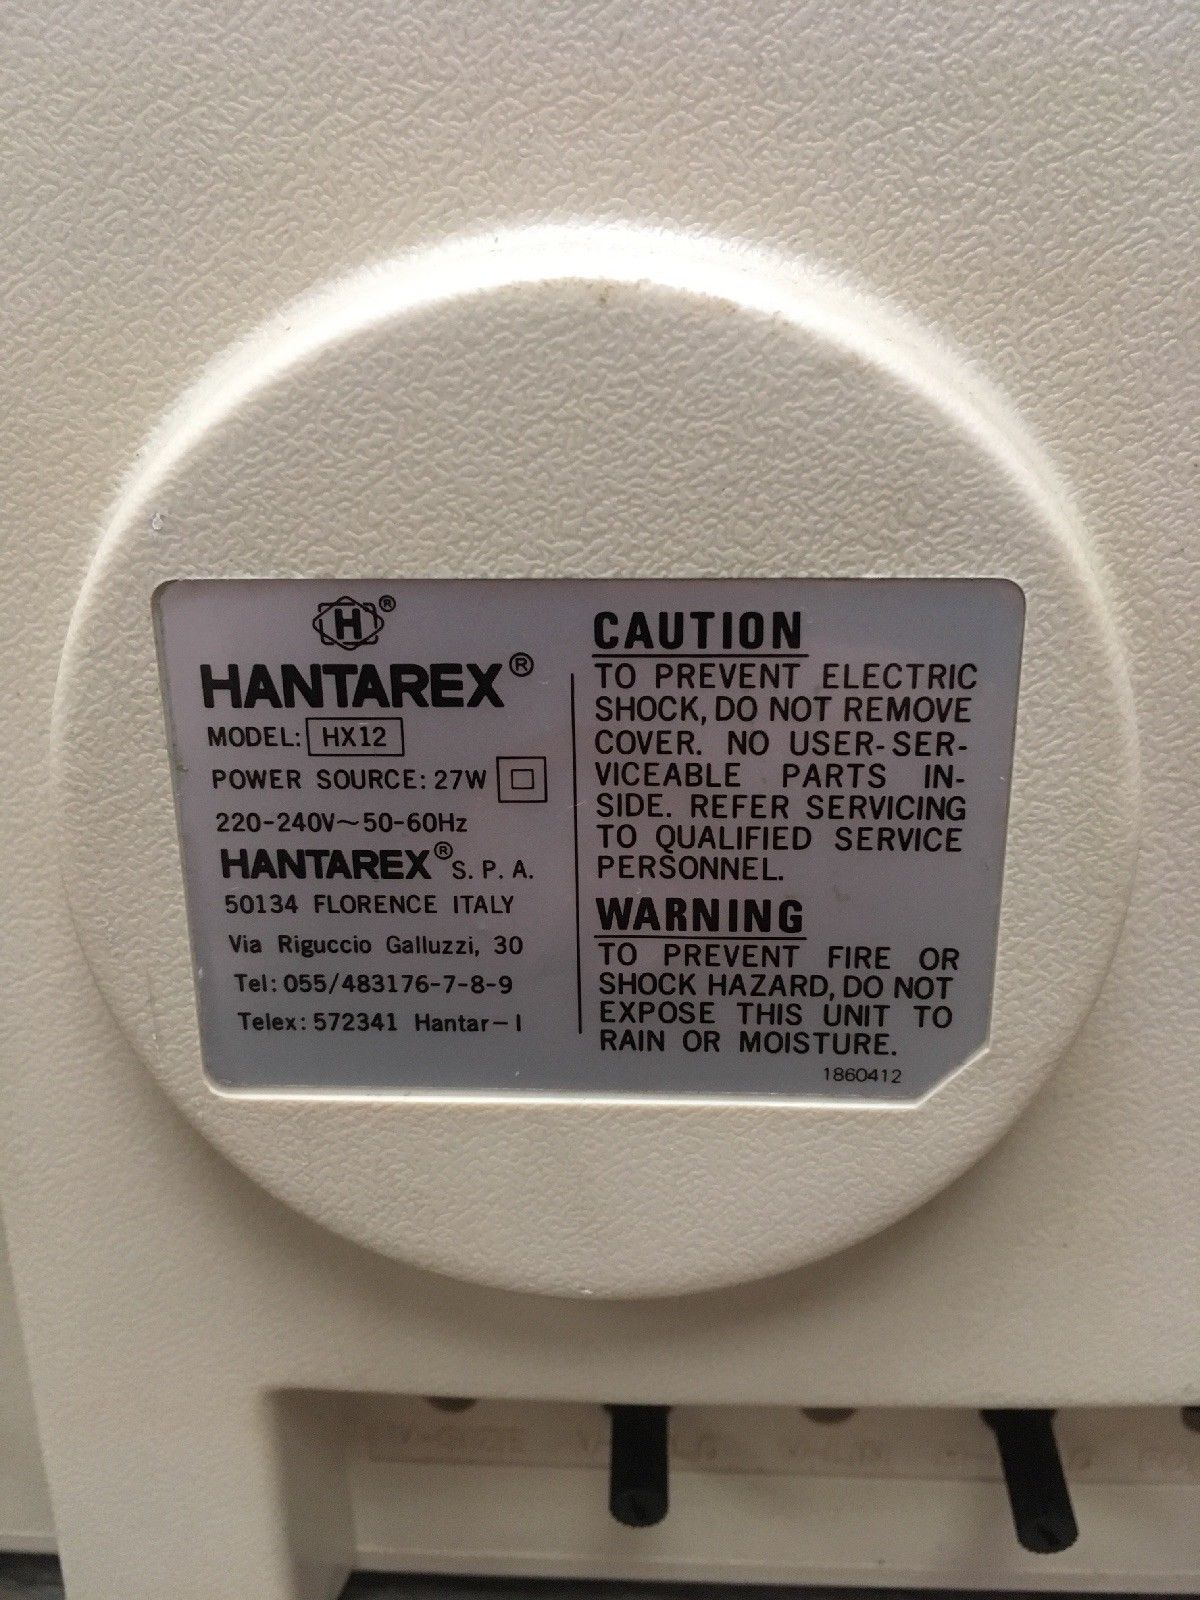 H®
HANTAREX®
MODEL: HX12
POWER SOURCE: 27W
220-240V~50-60Hz
HANTAREX® S. P. A.
50134 FLORENCE ITALY
Via Riguccio Galluzzi, 30
Tel: 055/483176-7-8-9
Telex: 572341 Hantar-I
CAUTION
TO PREVENT ELECTRIC
SHOCK, DO NOT REMOVE
COVER. NO USER-SER-
VICEABLE PARTS IN-
SIDE. REFER SERVICING
TO QUALIFIED SERVICE
PERSONNEL.
WARNING
TO PREVENT FIRE OR
SHOCK HAZARD, DO NOT
EXPOSE THIS UNIT TO
RAIN OR MOISTURE.
1860412